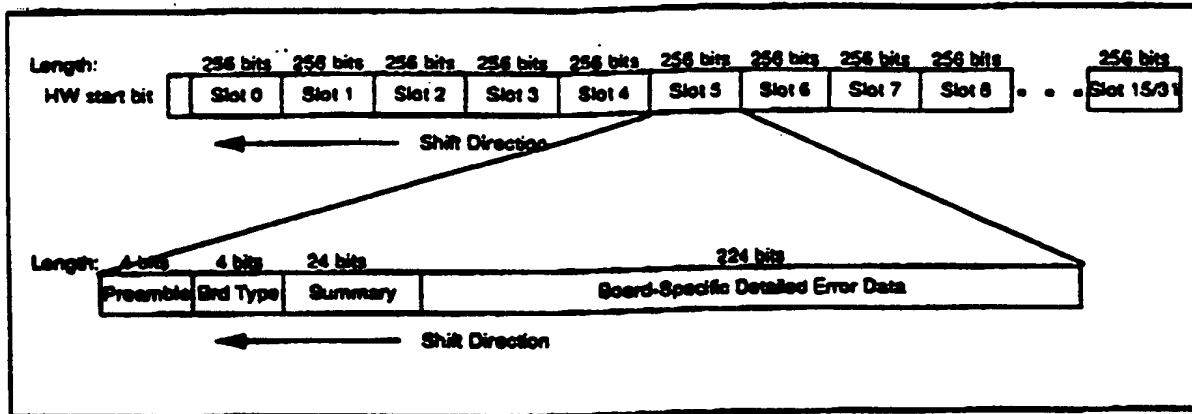 Length: 256 bits 256 bits 256 bits 256 bits 256 bits 256 bits 256 bits 256 bits 256 bits 256 bits
HW start bit Slot 0 Slot 1 Slot 2 Slot 3 Slot 4 Slot 5 Slot 6 Slot 7 Slot 8 . . . Slot 15/31
Shift Direction
Length: 4 bits 4 bits 24 bits 224 bits
Preamble Brd Type Summary Board-Specific Detailed Error Data
Shift Direction